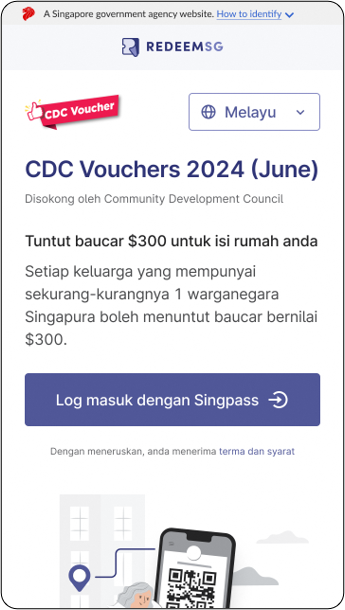 A Singapore government agency website. How to identify
REDEEMSG
CDC Voucher
Melayu
CDC Vouchers 2024 (June)
Disokong oleh Community Development Council
Tuntut baucar $300 untuk isi rumah anda
Setiap keluarga yang mempunyai
sekurang-kurangnya 1 warganegara
Singapura boleh menuntut baucar bernilai
$300.
Log masuk dengan Singpass
Dengan meneruskan, anda menerima terma dan syarat